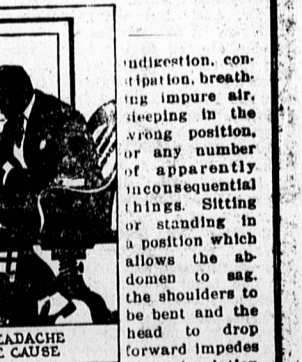 indigestion, con-
stipation, breath-
ing impure air,
sleeping in the
wrong position,
or any number
of apparently
inconsequential
things. Sitting
or standing in
a position which
allows the ab-
domen to sag,
the shoulders to
be bent and the
head to drop
forward impedes
EADACHE
CAUSE